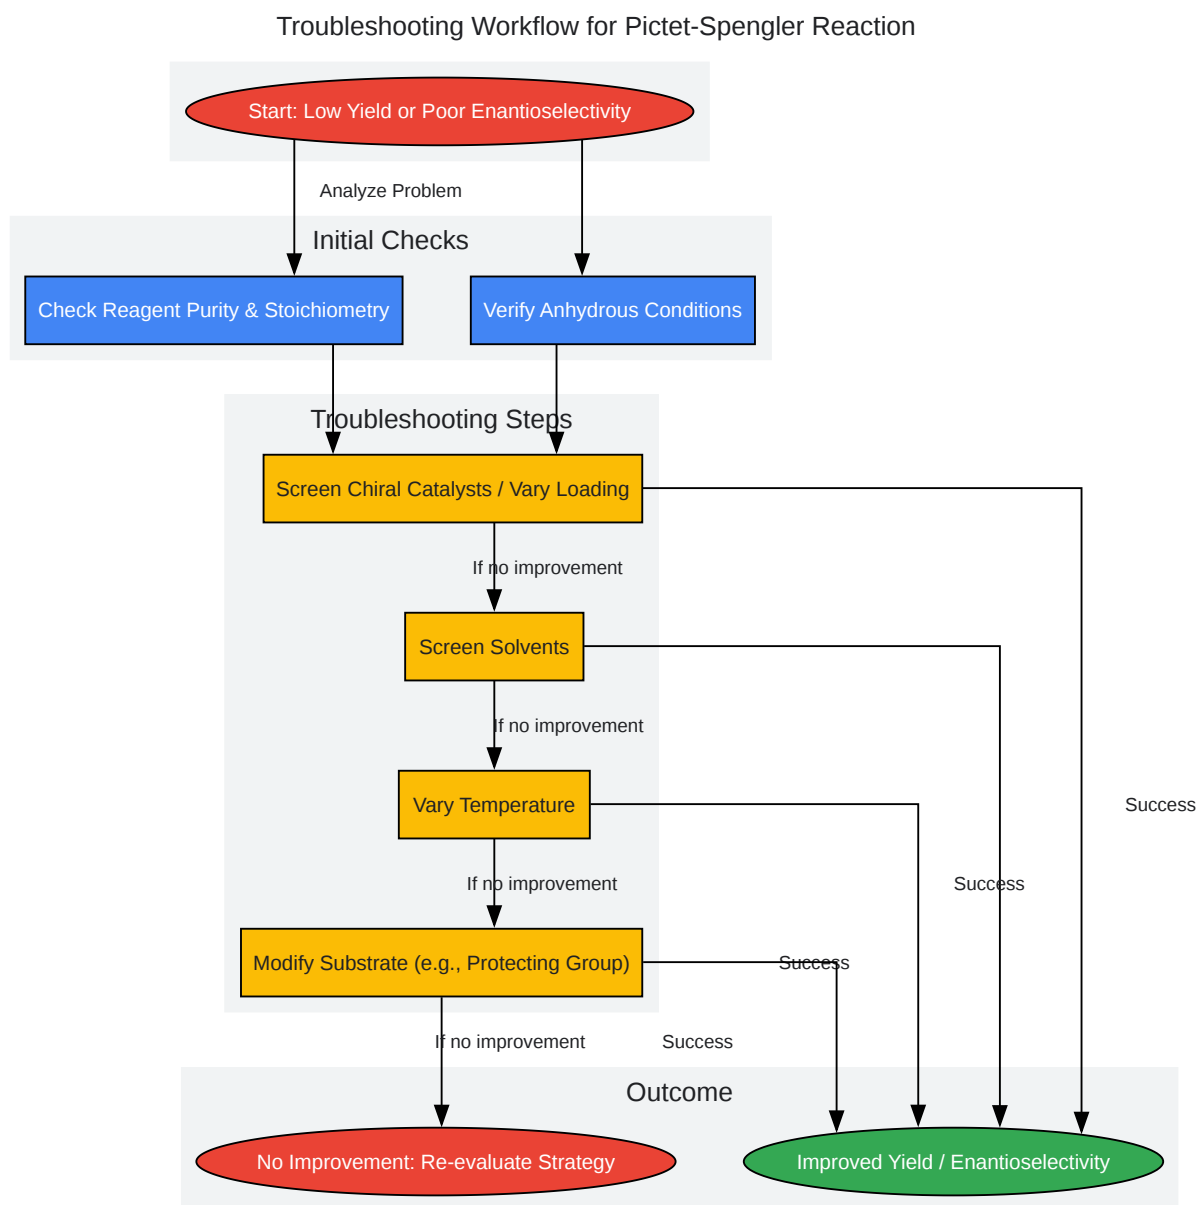 Troubleshooting Workflow for Pictet-Spengler Reaction
Start: Low Yield or Poor Enantioselectivity
Analyze Problem
Initial Checks
Check Reagent Purity & Stoichiometry
Verify Anhydrous Conditions
Troubleshooting Steps
Screen Chiral Catalysts / Vary Loading
If no improvement
Screen Solvents
If no improvement
Vary Temperature
Success
If no improvement
Success
Modify Substrate (e.g., Protecting Group)
Success
If no improvement
Success
Outcome
No Improvement: Re-evaluate Strategy
Improved Yield / Enantioselectivity